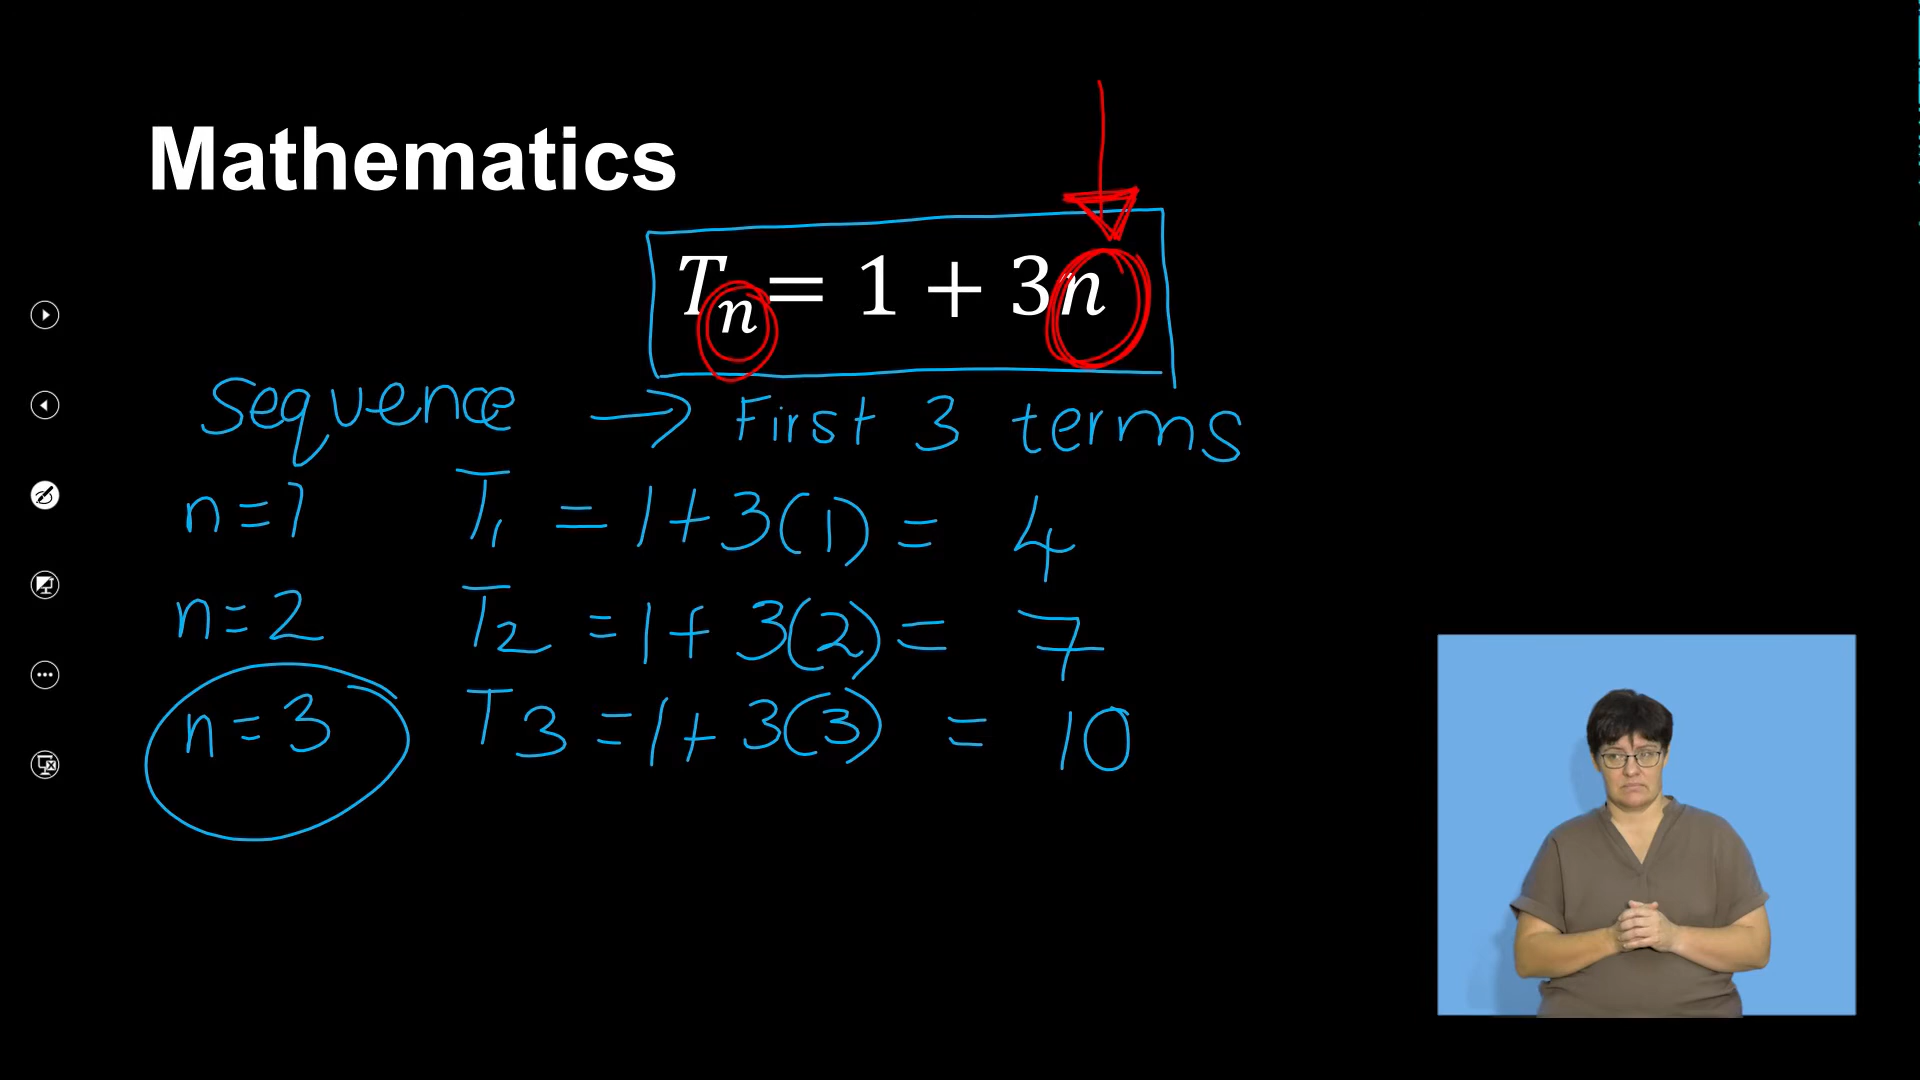 Mathematics
Tₙ = 1 + 3n
Sequence → First 3 terms
n=1 T₁ = 1+3(1) = 4
n=2 T₂ = 1+3(2) = 7
n=3 T₃ = 1+3(3) = 10